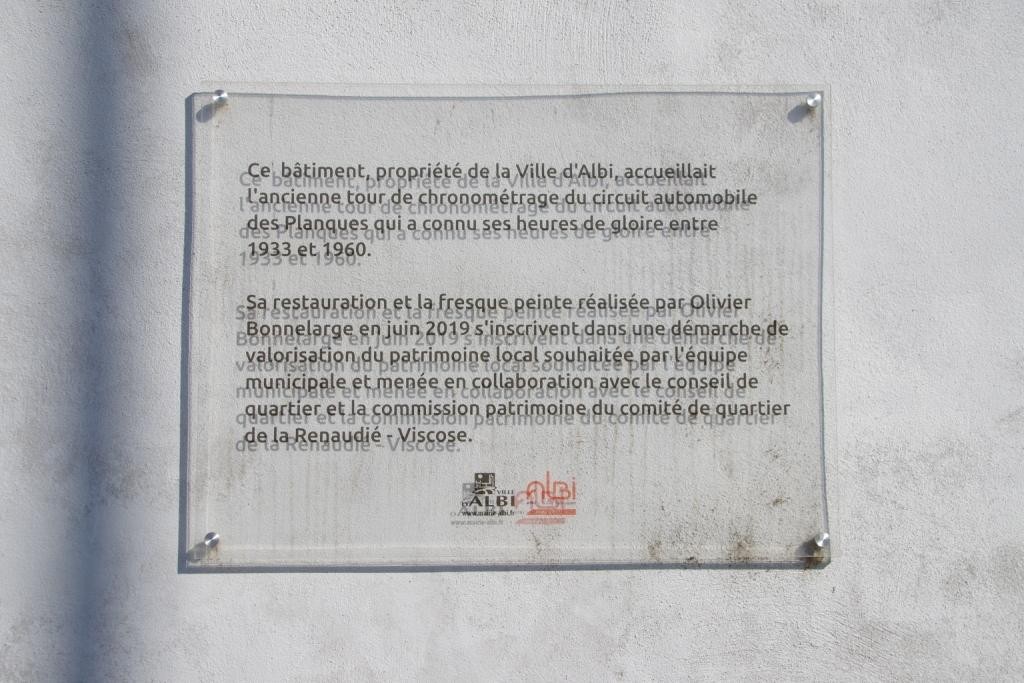 Ce bâtiment, propriété de la Ville d'Albi, accueillait
l'ancienne tour de chronométrage du circuit automobile
des Planques qui a connu ses heures de gloire entre
1933 et 1960.
Sa restauration et la fresque peinte réalisée par Olivier
Bonnelarge en juin 2019 s'inscrivent dans une démarche de
valorisation du patrimoine local souhaitée par l'équipe
municipale et menée en collaboration avec le conseil de
quartier et la commission patrimoine du comité de quartier
de la Renaudié - Viscose.
VILLE
D'ALBI
www.mairie-albi.fr
ALBI